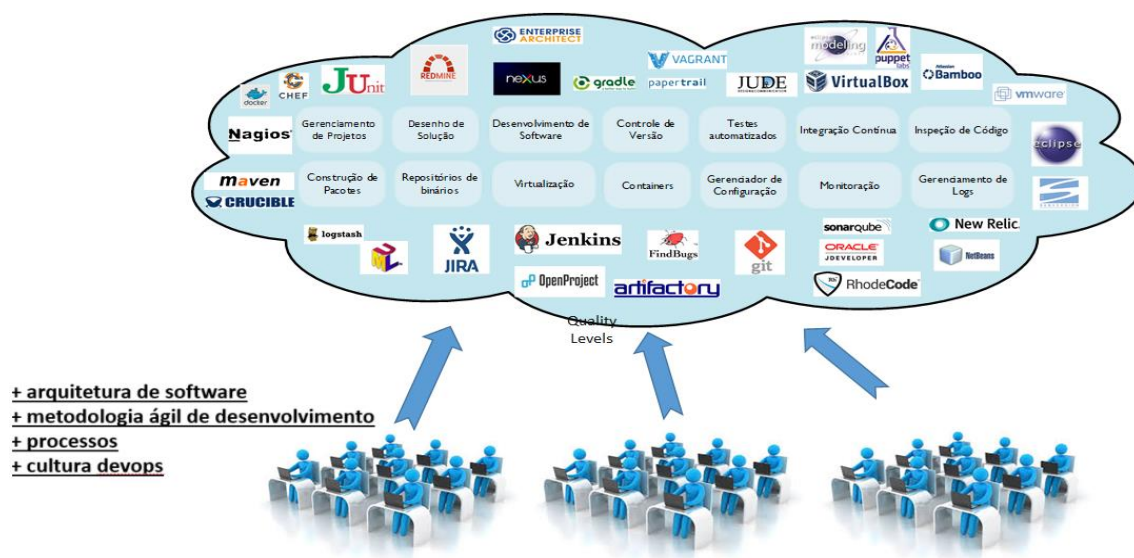 ENTERPRISE
ARCHITECT
eclipse
modeling
puppet
labs
Atlassian
Bamboo
REDMINE
nexus
gradle
VAGRANT
papertrail
JUDE
VirtualBox
vmware
docker
CHEF
JUnit
Nagios
Gerenciamento
de Projetos
Desenho de
Solução
Desenvolvimento de
Software
Controle de
Versão
Testes
automatizados
Integração Contínua
Inspeção de Código
eclipse
maven
CRUCIBLE
Construção de
Pacotes
Repositórios de
binários
Virtualização
Containers
Gerenciador de
Configuração
Monitoração
Gerenciamento de
Logs
logstash
UML
JIRA
Jenkins
FindBugs
git
sonarqube
ORACLE
JDEVELOPER
New Relic.
NetBeans
OpenProject
artifactory
RS
RhodeCode
Quality
Levels
+ arquitetura de software
+ metodologia ágil de desenvolvimento
+ processos
+ cultura devops